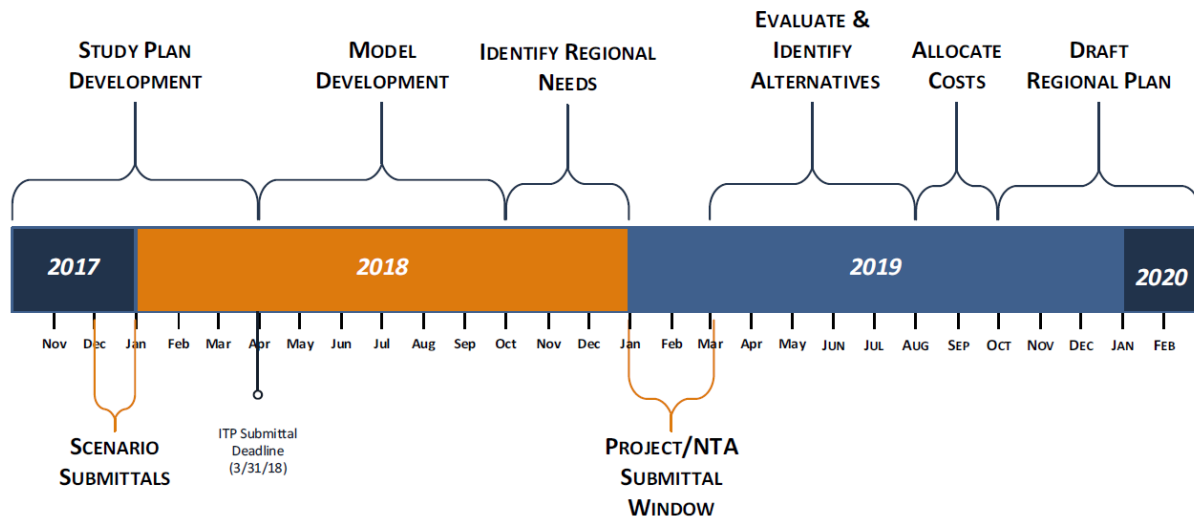 STUDY PLAN
DEVELOPMENT
MODEL
DEVELOPMENT
IDENTIFY REGIONAL
NEEDS
EVALUATE &
IDENTIFY
ALTERNATIVES
ALLOCATE
COSTS
DRAFT
REGIONAL PLAN
2017
2018
2019
2020
Nov Dec Jan Feb Mar Apr May Jun Jul Aug Sep Oct Nov Dec Jan Feb Mar Apr May JUN JUL AUG SEP OCT NOV DEC JAN FEB
SCENARIO
SUBMITTALS
ITP Submittal
Deadline
(3/31/18)
PROJECT/NTA
SUBMITTAL
WINDOW